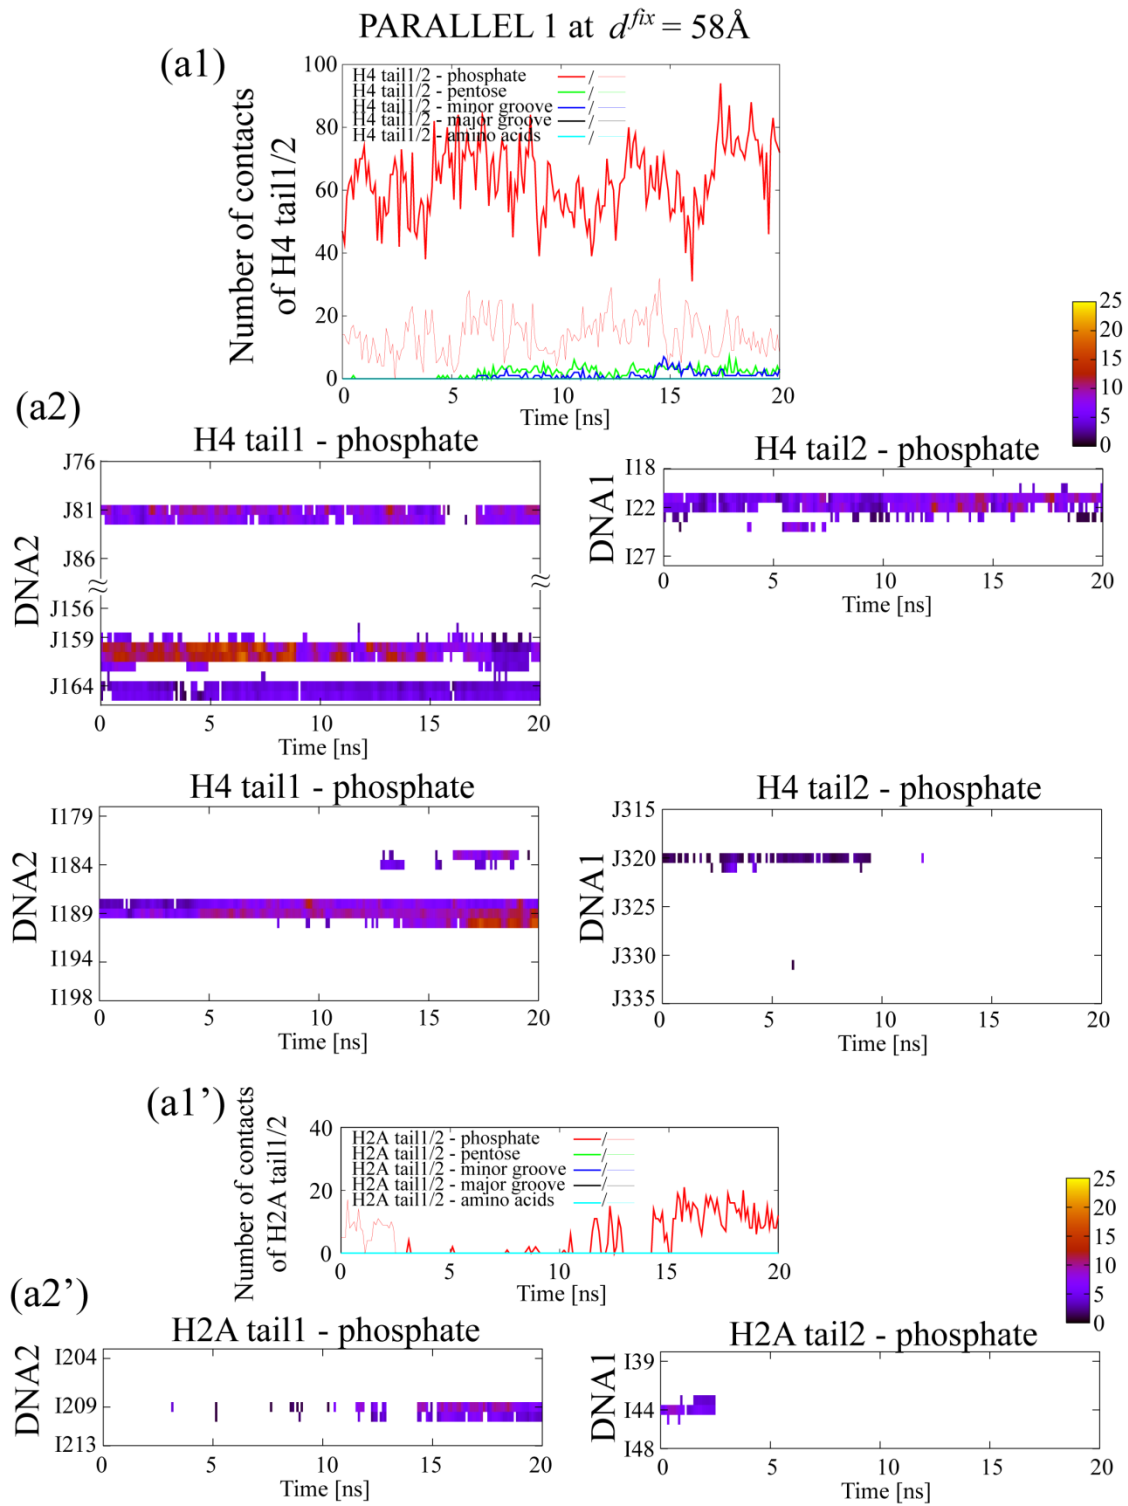 PARALLEL 1 at d^fix = 58Å
(a1)
Number of contacts
of H4 tail1/2
100
80
60
40
20
0
H4 tail1/2 - phosphate /
H4 tail1/2 - pentose /
H4 tail1/2 - minor groove /
H4 tail1/2 - major groove /
H4 tail1/2 - amino acids /
0 5 10 15 20
Time [ns]
25
20
15
10
5
0
(a2)
H4 tail1 - phosphate
DNA2
J76
J81
J86
J156
J159
J164
0 5 10 15 20
Time [ns]
H4 tail2 - phosphate
DNA1
I18
I22
I27
0 5 10 15 20
Time [ns]
H4 tail1 - phosphate
DNA2
I179
I184
I189
I194
I198
0 5 10 15 20
Time [ns]
H4 tail2 - phosphate
DNA1
J315
J320
J325
J330
J335
0 5 10 15 20
Time [ns]
(a1’)
Number of contacts
of H2A tail1/2
40
20
0
H2A tail1/2 - phosphate /
H2A tail1/2 - pentose /
H2A tail1/2 - minor groove /
H2A tail1/2 - major groove /
H2A tail1/2 - amino acids /
0 5 10 15 20
Time [ns]
25
20
15
10
5
0
(a2’)
H2A tail1 - phosphate
DNA2
I204
I209
I213
0 5 10 15 20
Time [ns]
H2A tail2 - phosphate
DNA1
I39
I44
I48
0 5 10 15 20
Time [ns]